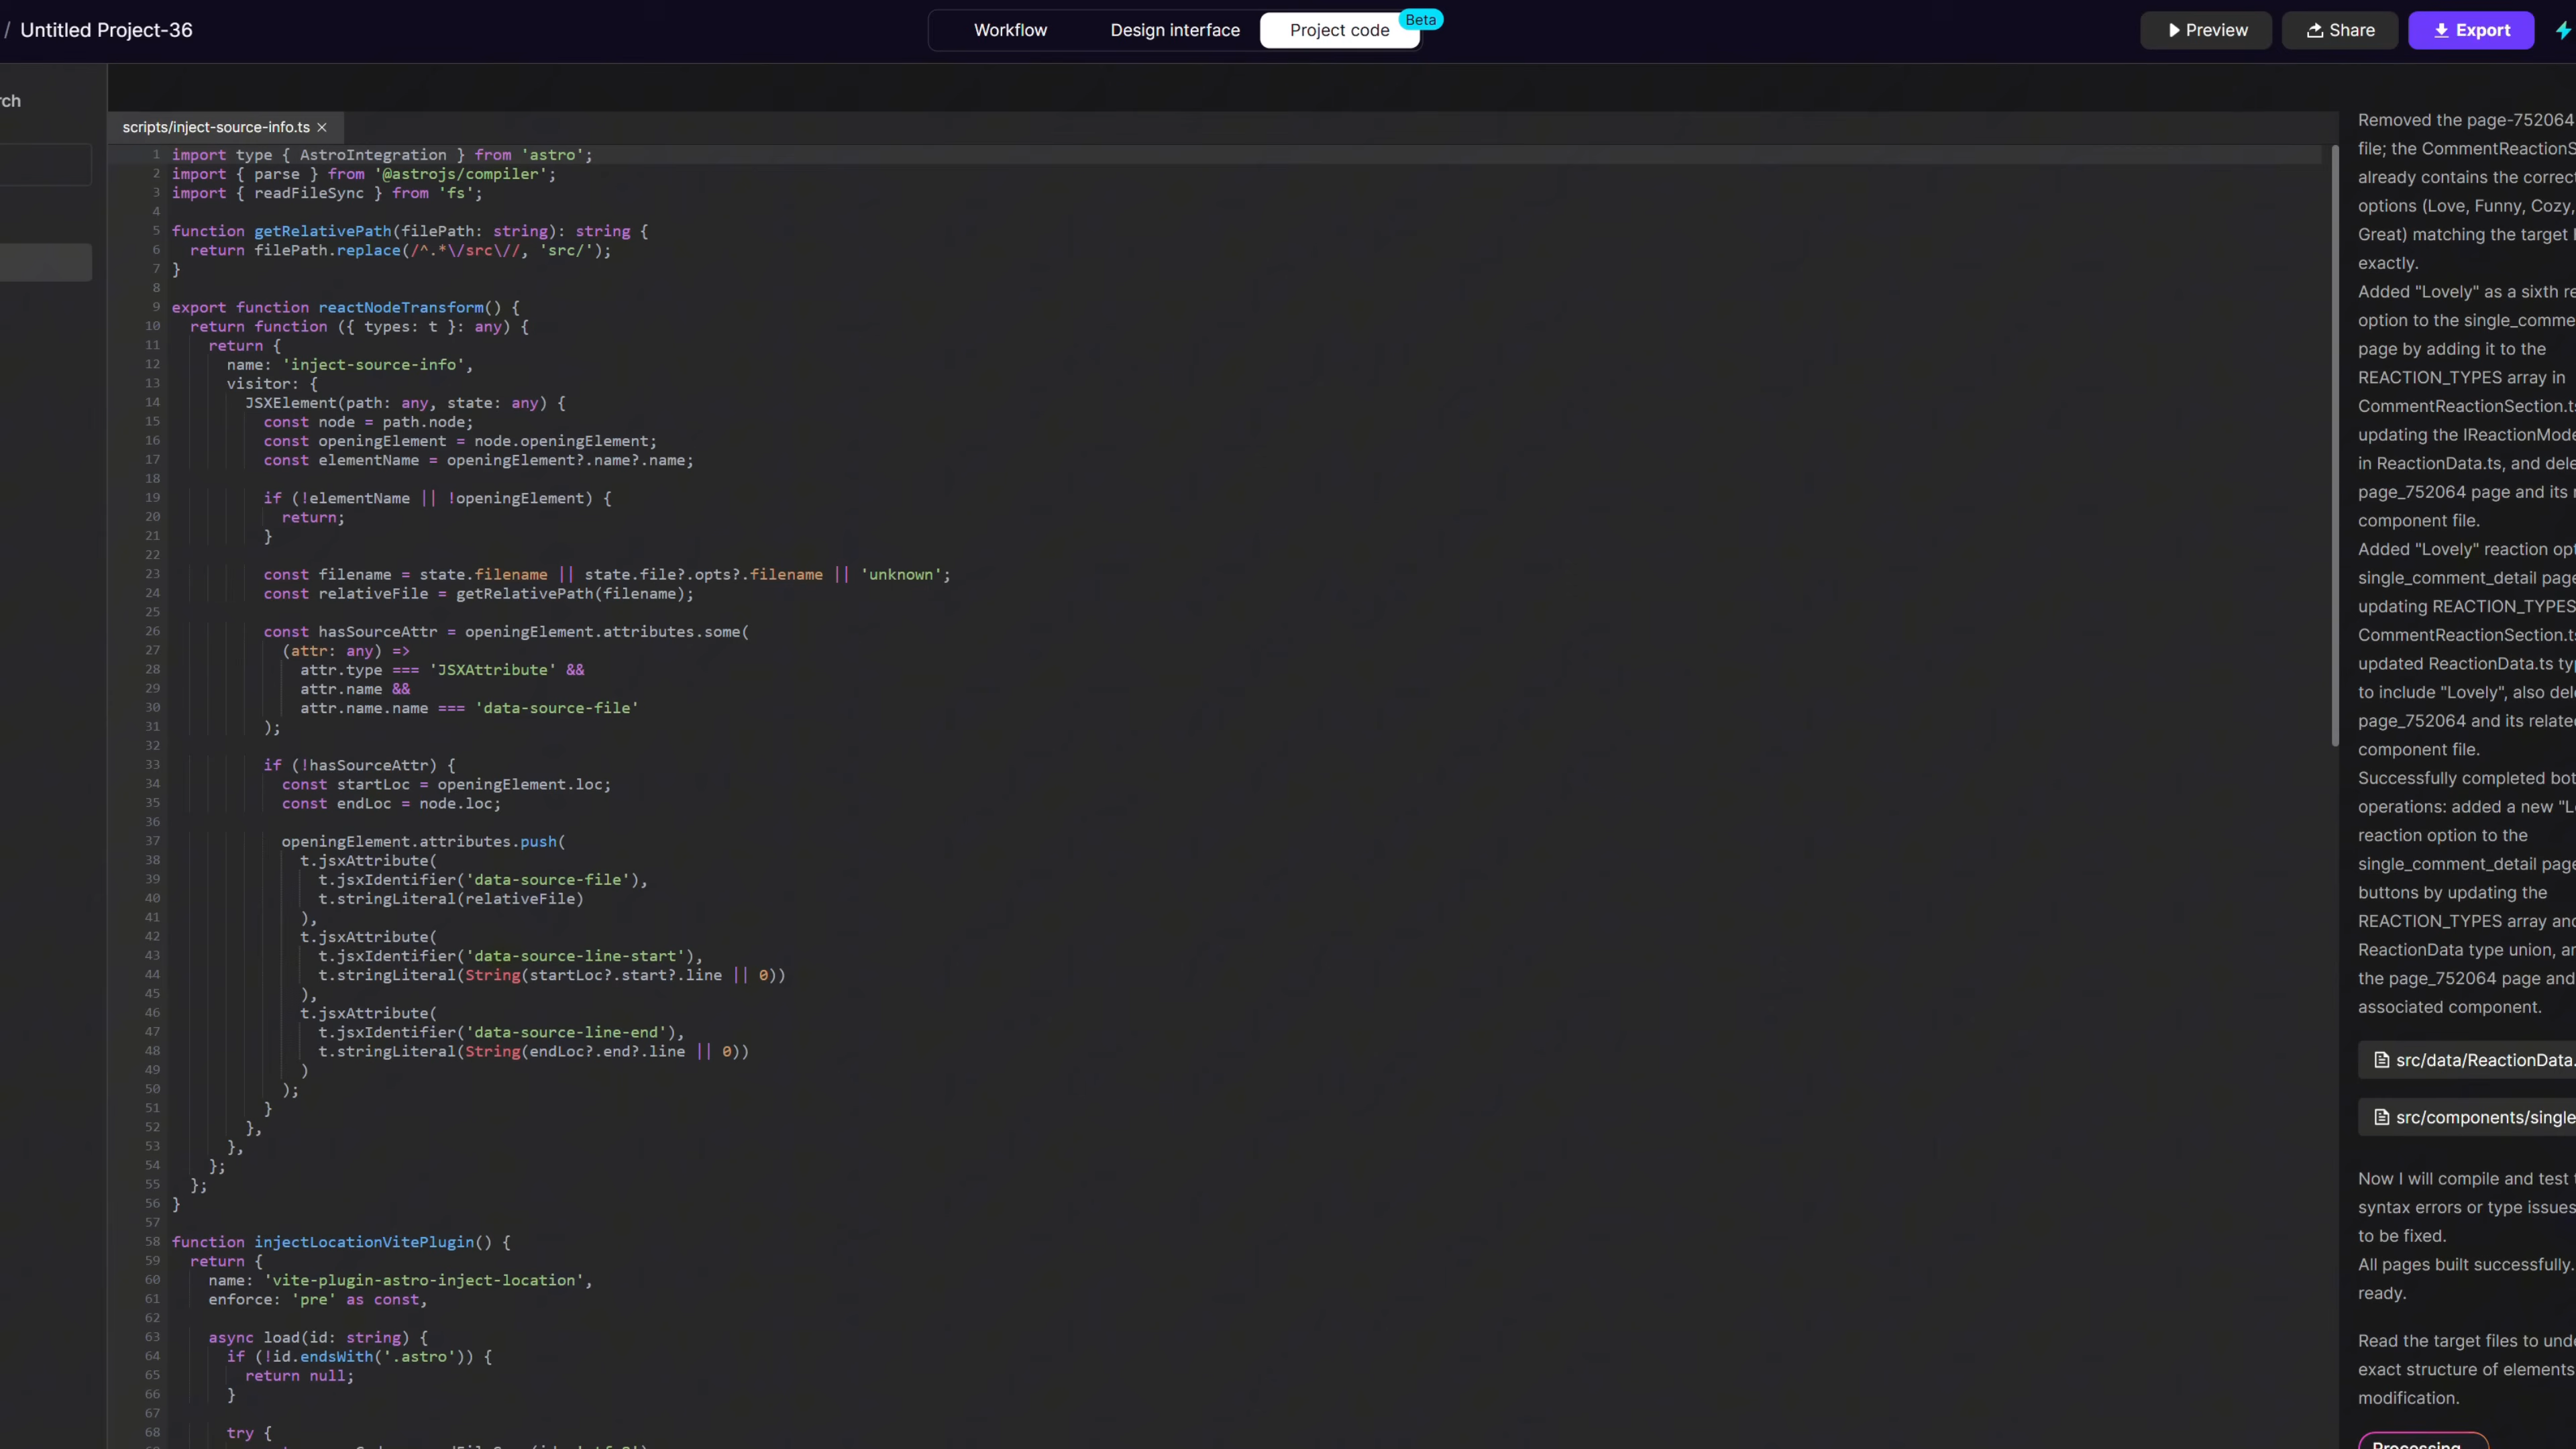 / Untitled Project-36
Workflow
Design interface
Project code
Beta
Preview
Share
Export
rch
scripts/inject-source-info.ts ×
1 import type { AstroIntegration } from 'astro';
2 import { parse } from '@astrojs/compiler';
3 import { readFileSync } from 'fs';
4
5 function getRelativePath(filePath: string): string {
6 return filePath.replace(/^.*\/src\//, 'src/');
7 }
8
9 export function reactNodeTransform() {
10 return function ({ types: t }: any) {
11 return {
12 name: 'inject-source-info',
13 visitor: {
14 JSXElement(path: any, state: any) {
15 const node = path.node;
16 const openingElement = node.openingElement;
17 const elementName = openingElement?.name?.name;
18
19 if (!elementName || !openingElement) {
20 return;
21 }
22
23 const filename = state.filename || state.file?.opts?.filename || 'unknown';
24 const relativeFile = getRelativePath(filename);
25
26 const hasSourceAttr = openingElement.attributes.some(
27 (attr: any) =>
28 attr.type === 'JSXAttribute' &&
29 attr.name &&
30 attr.name.name === 'data-source-file'
31 );
32
33 if (!hasSourceAttr) {
34 const startLoc = openingElement.loc;
35 const endLoc = node.loc;
36
37 openingElement.attributes.push(
38 t.jsxAttribute(
39 t.jsxIdentifier('data-source-file'),
40 t.stringLiteral(relativeFile)
41 ),
42 t.jsxAttribute(
43 t.jsxIdentifier('data-source-line-start'),
44 t.stringLiteral(String(startLoc?.start?.line || 0))
45 ),
46 t.jsxAttribute(
47 t.jsxIdentifier('data-source-line-end'),
48 t.stringLiteral(String(endLoc?.end?.line || 0))
49 )
50 );
51 }
52 },
53 },
54 };
55 };
56 }
57
58 function injectLocationVitePlugin() {
59 return {
60 name: 'vite-plugin-astro-inject-location',
61 enforce: 'pre' as const,
62
63 async load(id: string) {
64 if (!id.endsWith('.astro')) {
65 return null;
66 }
67
68 try {
Removed the page-752064
file; the CommentReactionS
already contains the correct
options (Love, Funny, Cozy,
Great) matching the target
exactly.
Added "Lovely" as a sixth re
option to the single_comme
page by adding it to the
REACTION_TYPES array in
CommentReactionSection.ts
updating the IReactionMode
in ReactionData.ts, and dele
page_752064 page and its
component file.
Added "Lovely" reaction opt
single_comment_detail page
updating REACTION_TYPES
CommentReactionSection.ts
updated ReactionData.ts typ
to include "Lovely", also dele
page_752064 and its related
component file.
Successfully completed bot
operations: added a new "L
reaction option to the
single_comment_detail page
buttons by updating the
REACTION_TYPES array and
ReactionData type union, an
the page_752064 page and
associated component.
src/data/ReactionData.
src/components/single
Now I will compile and test t
syntax errors or type issues
to be fixed.
All pages built successfully.
ready.
Read the target files to unde
exact structure of elements
modification.
Processing